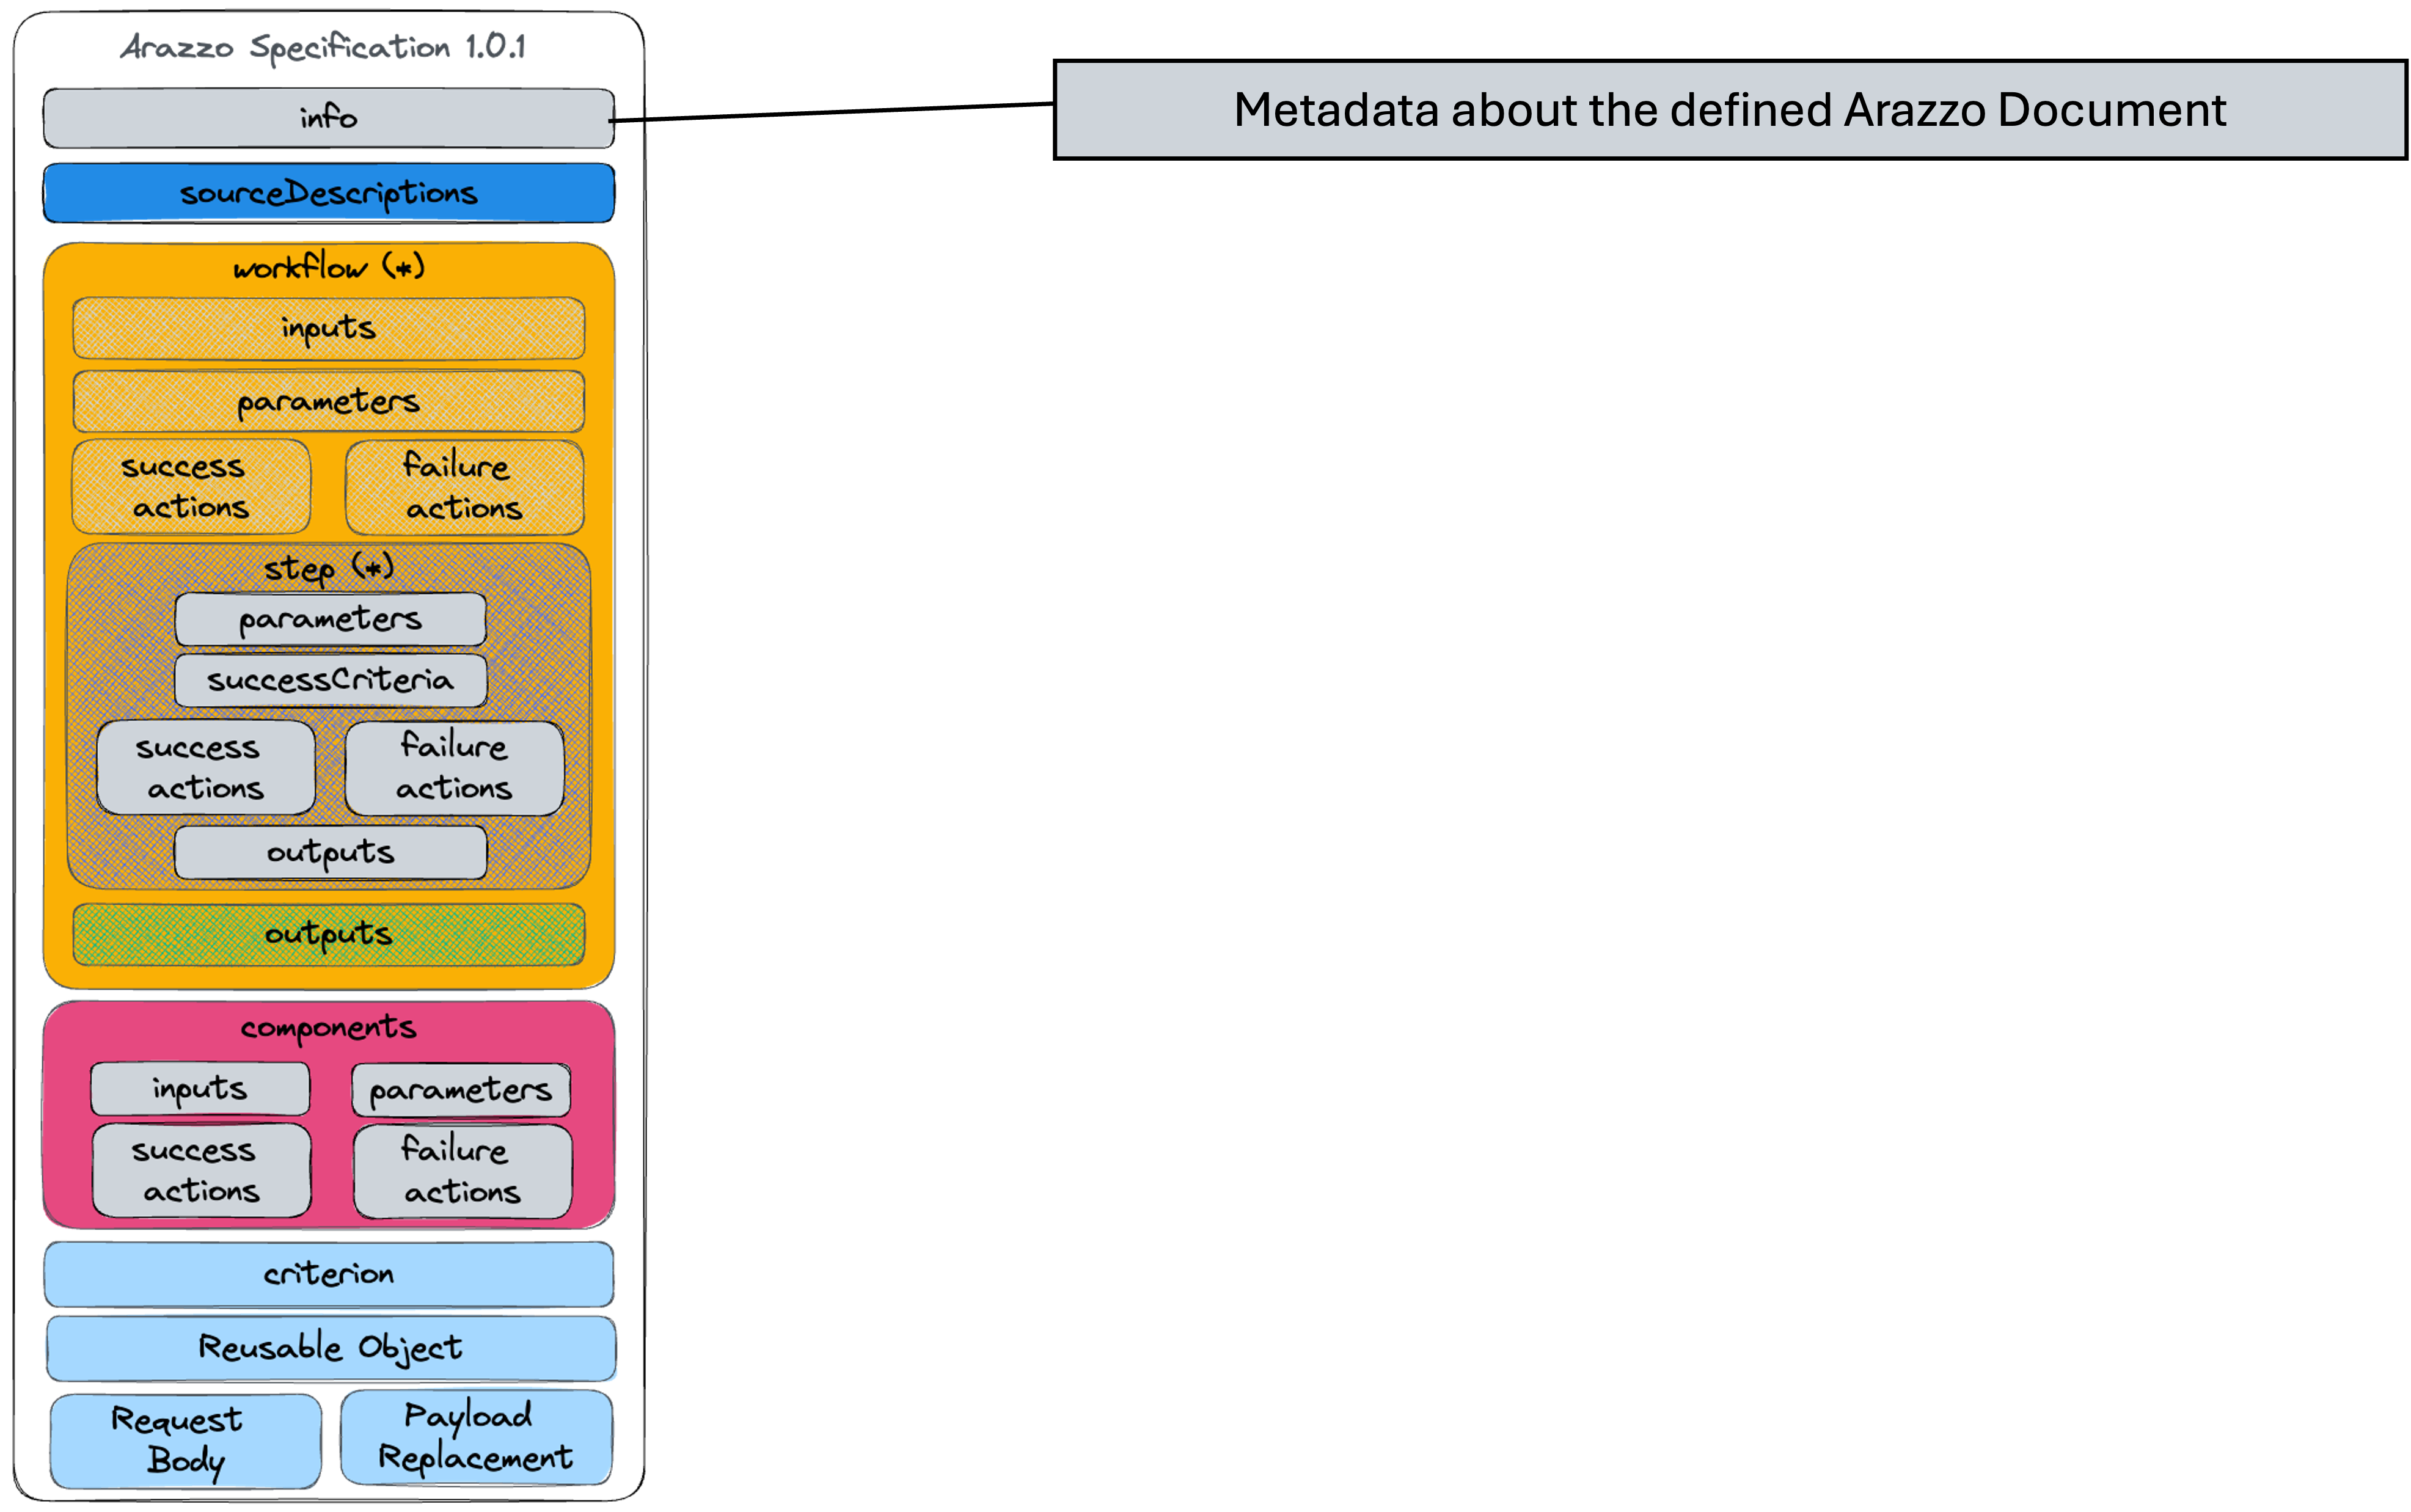 Arazzo Specification 1.0.1
info
Metadata about the defined Arazzo Document
sourceDescriptions
workflow (*)
inputs
parameters
success
actions
failure
actions
step (*)
parameters
successCriteria
success
actions
failure
actions
outputs
outputs
components
inputs
parameters
success
actions
failure
actions
criterion
Reusable Object
Request
Body
Payload
Replacement